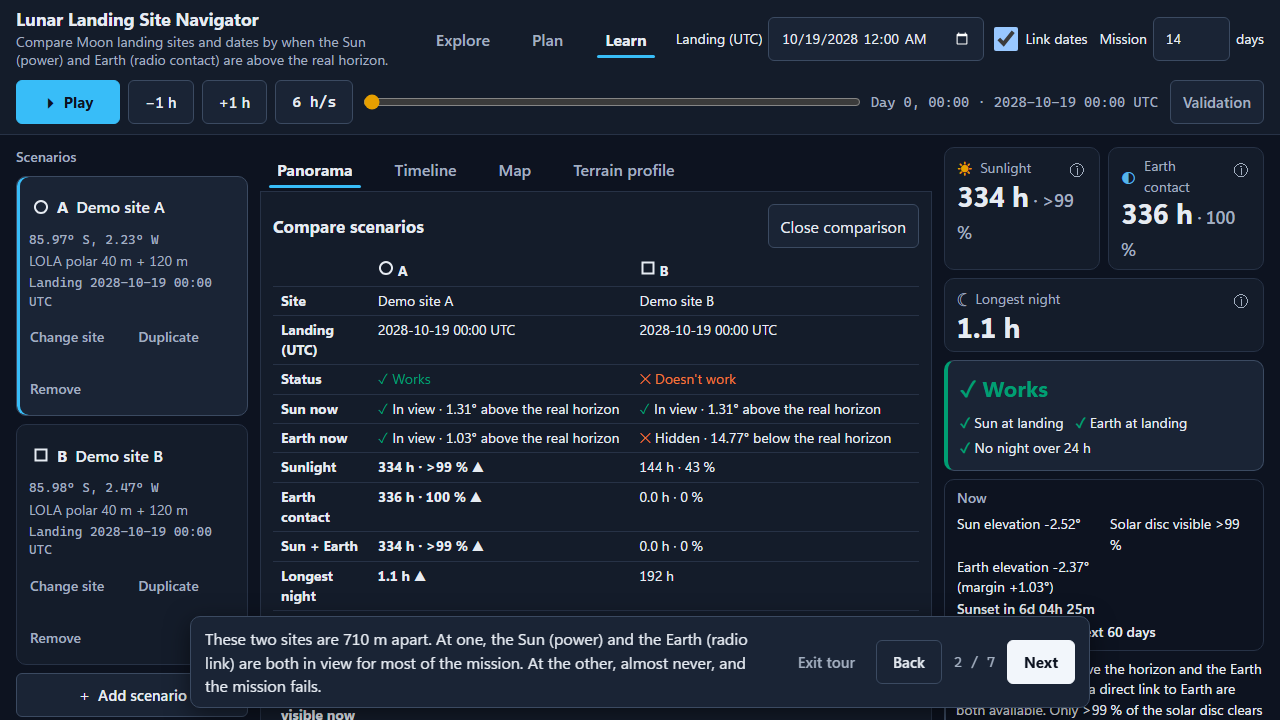 Lunar Landing Site Navigator
Compare Moon landing sites and dates by when the Sun
(power) and Earth (radio contact) are above the real horizon.
Explore
Plan
Learn
Landing (UTC)
10/19/2028 12:00 AM
Link dates
Mission
14
days
Play
−1 h
+1 h
6 h/s
Day 0, 00:00 · 2028-10-19 00:00 UTC
Validation
Scenarios
A Demo site A
85.97° S, 2.23° W
LOLA polar 40 m + 120 m
Landing 2028-10-19 00:00
UTC
Change site
Duplicate
Remove
B Demo site B
85.98° S, 2.47° W
LOLA polar 40 m + 120 m
Landing 2028-10-19 00:00
UTC
Change site
Duplicate
Remove
+ Add scenario
Panorama
Timeline
Map
Terrain profile
Compare scenarios
Close comparison
A
B
Site
Demo site A
Demo site B
Landing
(UTC)
2028-10-19 00:00 UTC
2028-10-19 00:00 UTC
Status
✓ Works
✕ Doesn't work
Sun now
✓ In view · 1.31° above the real horizon
✓ In view · 1.31° above the real horizon
Earth now
✓ In view · 1.03° above the real horizon
✕ Hidden · 14.77° below the real horizon
Sunlight
334 h · >99 % ▲
144 h · 43 %
Earth
contact
336 h · 100 % ▲
0.0 h · 0 %
Sun + Earth
334 h · >99 % ▲
0.0 h · 0 %
Longest
night
1.1 h ▲
192 h
visible now
Sunlight
334 h · >99
%
Earth
contact
336 h · 100
%
Longest night
1.1 h
✓ Works
✓ Sun at landing
✓ Earth at landing
✓ No night over 24 h
Now
Sun elevation -2.52°
Solar disc visible >99
%
Earth elevation -2.37°
(margin +1.03°)
Sunset in 6d 04h 25m
60 days
the horizon and the Earth
a direct link to Earth are
both available. Only >99 % of the solar disc clears
These two sites are 710 m apart. At one, the Sun (power) and the Earth (radio
link) are both in view for most of the mission. At the other, almost never, and
the mission fails.
Exit tour
Back
2 / 7
Next